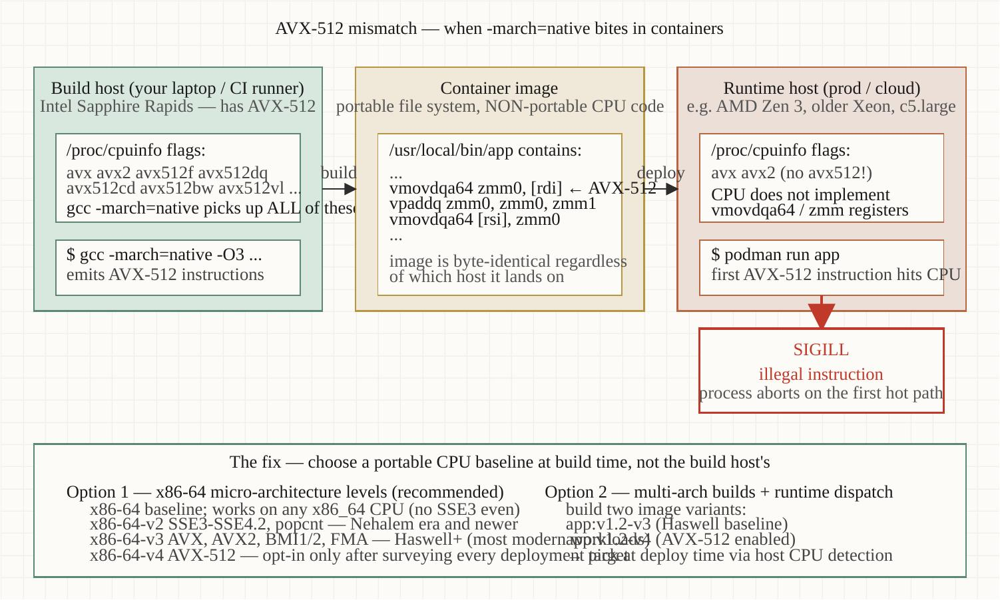 AVX-512 mismatch — when -march=native bites in containers
Build host (your laptop / CI runner)
Intel Sapphire Rapids — has AVX-512
/proc/cpuinfo flags:
avx avx2 avx512f avx512dq
avx512cd avx512bw avx512vl ...
gcc -march=native picks up ALL of these
$ gcc -march=native -O3 ...
emits AVX-512 instructions
build
Container image
portable file system, NON-portable CPU code
/usr/local/bin/app contains:
...
vmovdqa64 zmm0, [rdi] ← AVX-512
vpaddq zmm0, zmm0, zmm1
vmovdqa64 [rsi], zmm0
...
image is byte-identical regardless
of which host it lands on
deploy
Runtime host (prod / cloud)
e.g. AMD Zen 3, older Xeon, c5.large
/proc/cpuinfo flags:
avx avx2 (no avx512!)
CPU does not implement
vmovdqa64 / zmm registers
$ podman run app
first AVX-512 instruction hits CPU
SIGILL
illegal instruction
process aborts on the first hot path
The fix — choose a portable CPU baseline at build time, not the build host's
Option 1 — x86-64 micro-architecture levels (recommended)
x86-64 baseline; works on any x86_64 CPU (no SSE3 even)
x86-64-v2 SSE3-SSE4.2, popcnt — Nehalem era and newer
x86-64-v3 AVX, AVX2, BMI1/2, FMA — Haswell+ (most modern workloads)
x86-64-v4 AVX-512 — opt-in only after surveying every deployment target
Option 2 — multi-arch builds + runtime dispatch
build two image variants:
app:v1.2-v3 (Haswell baseline)
app:v1.2-v4 (AVX-512 enabled)
→ pick at deploy time via host CPU detection